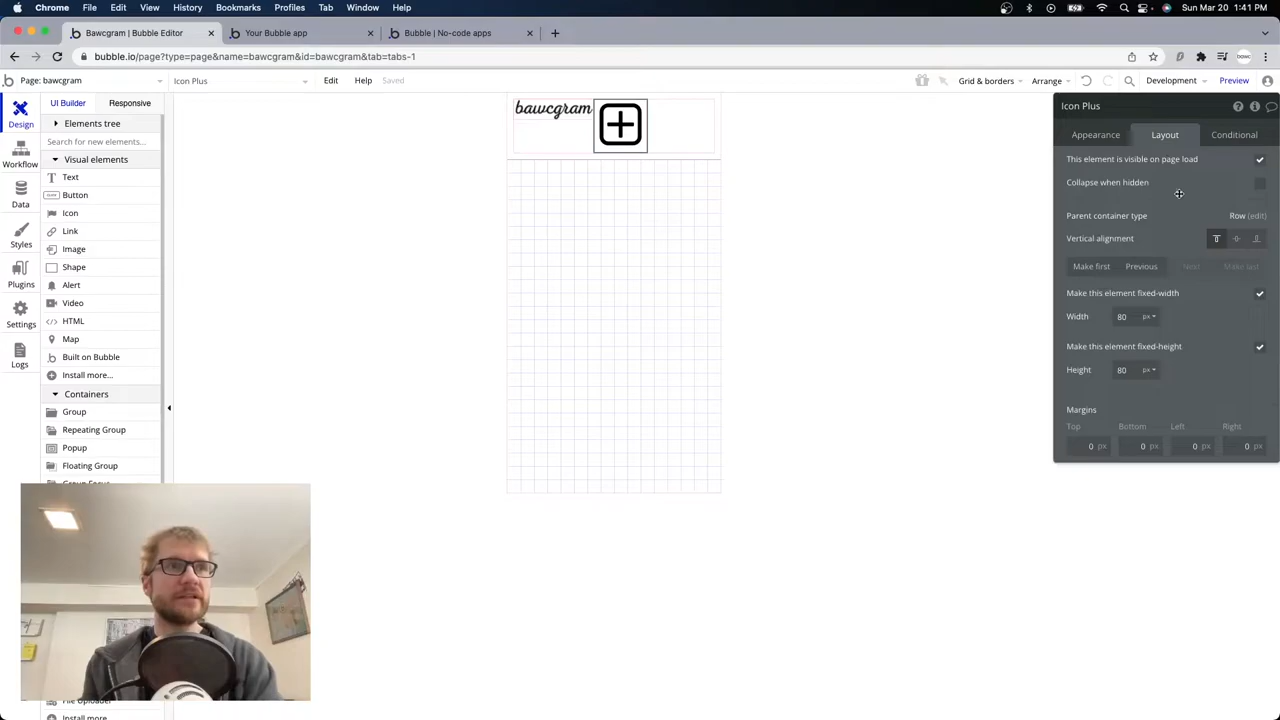 Chrome File Edit View History Bookmarks Profiles Tab Window Help
Sun Mar 20 1:41 PM
Bawcgram | Bubble Editor
Your Bubble app
Bubble | No-code apps
bubble.io/page?type=page&name=bawcgram&id=bawcgram&tab=tabs-1
Page: bawcgram
Icon Plus
Edit
Help
Saved
Grid & borders
Arrange
Development
Preview
Design
Workflow
Data
Styles
Plugins
Settings
Logs
UI Builder
Responsive
Elements tree
Search for new elements...
Visual elements
Text
Button
Icon
Link
Image
Shape
Alert
Video
HTML
Map
Built on Bubble
Install more...
Containers
Group
Repeating Group
Popup
Floating Group
Install more
bawcgram
Icon Plus
Appearance
Layout
Conditional
This element is visible on page load
Collapse when hidden
Parent container type
Row (edit)
Vertical alignment
Make first
Previous
Next
Make last
Make this element fixed-width
Width
80 px
Make this element fixed-height
Height
80 px
Margins
Top Bottom Left Right
0 px 0 px 0 px 0 px